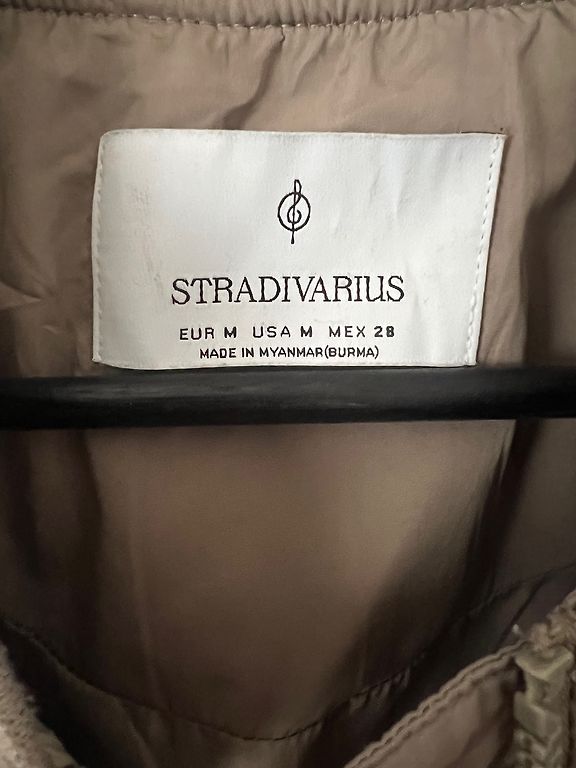 STRADIVARIUS
EUR M USA M MEX 28
MADE IN MYANMAR(BURMA)